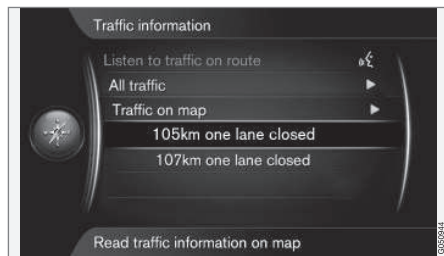 Traffic information
Listen to traffic on route
All traffic
Traffic on map
105km one lane closed
107km one lane closed
Read traffic information on map
G050944